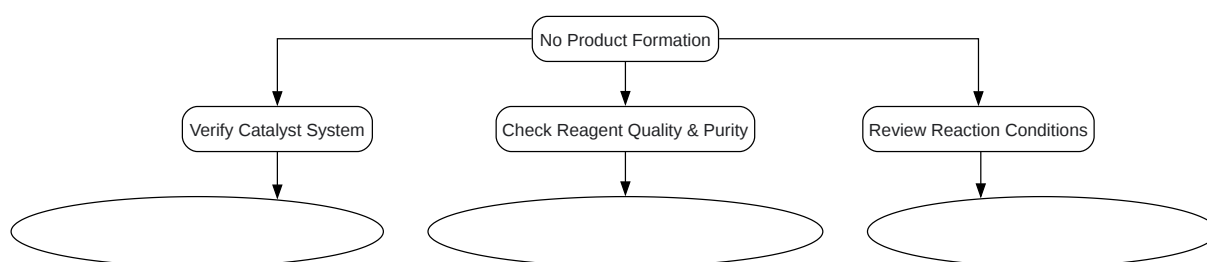 No Product Formation
Verify Catalyst System
Check Reagent Quality & Purity
Review Reaction Conditions